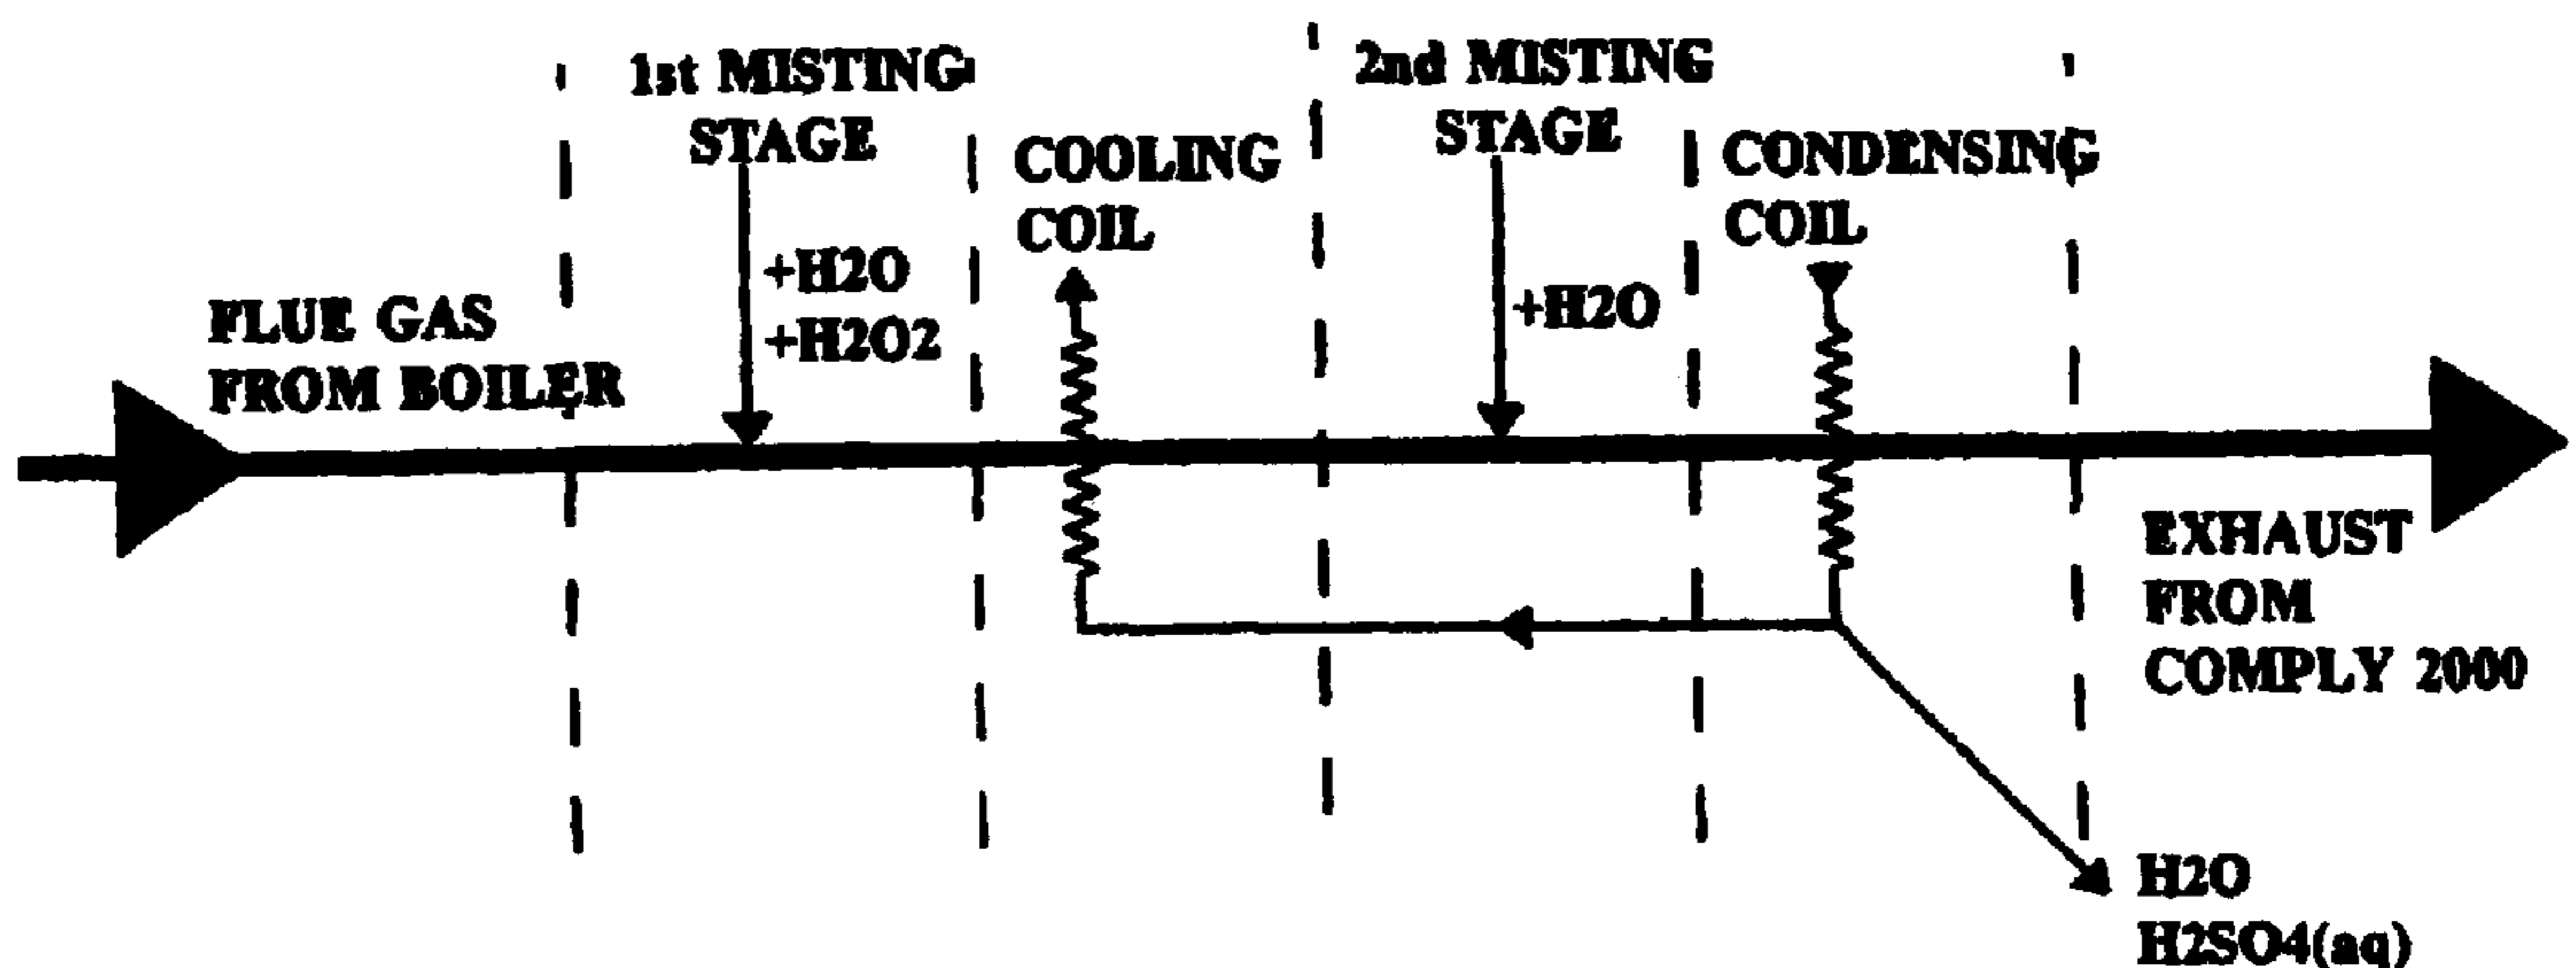 1st MISTING
STAGE
+H2O
+H2O2
2nd MISTING
STAGE
+H2O
COOLING
COIL
CONDENSING
COIL
FLUE GAS
FROM BOILER
EXHAUST
FROM
COMPLY 2000
H2O
H2SO4(aq)